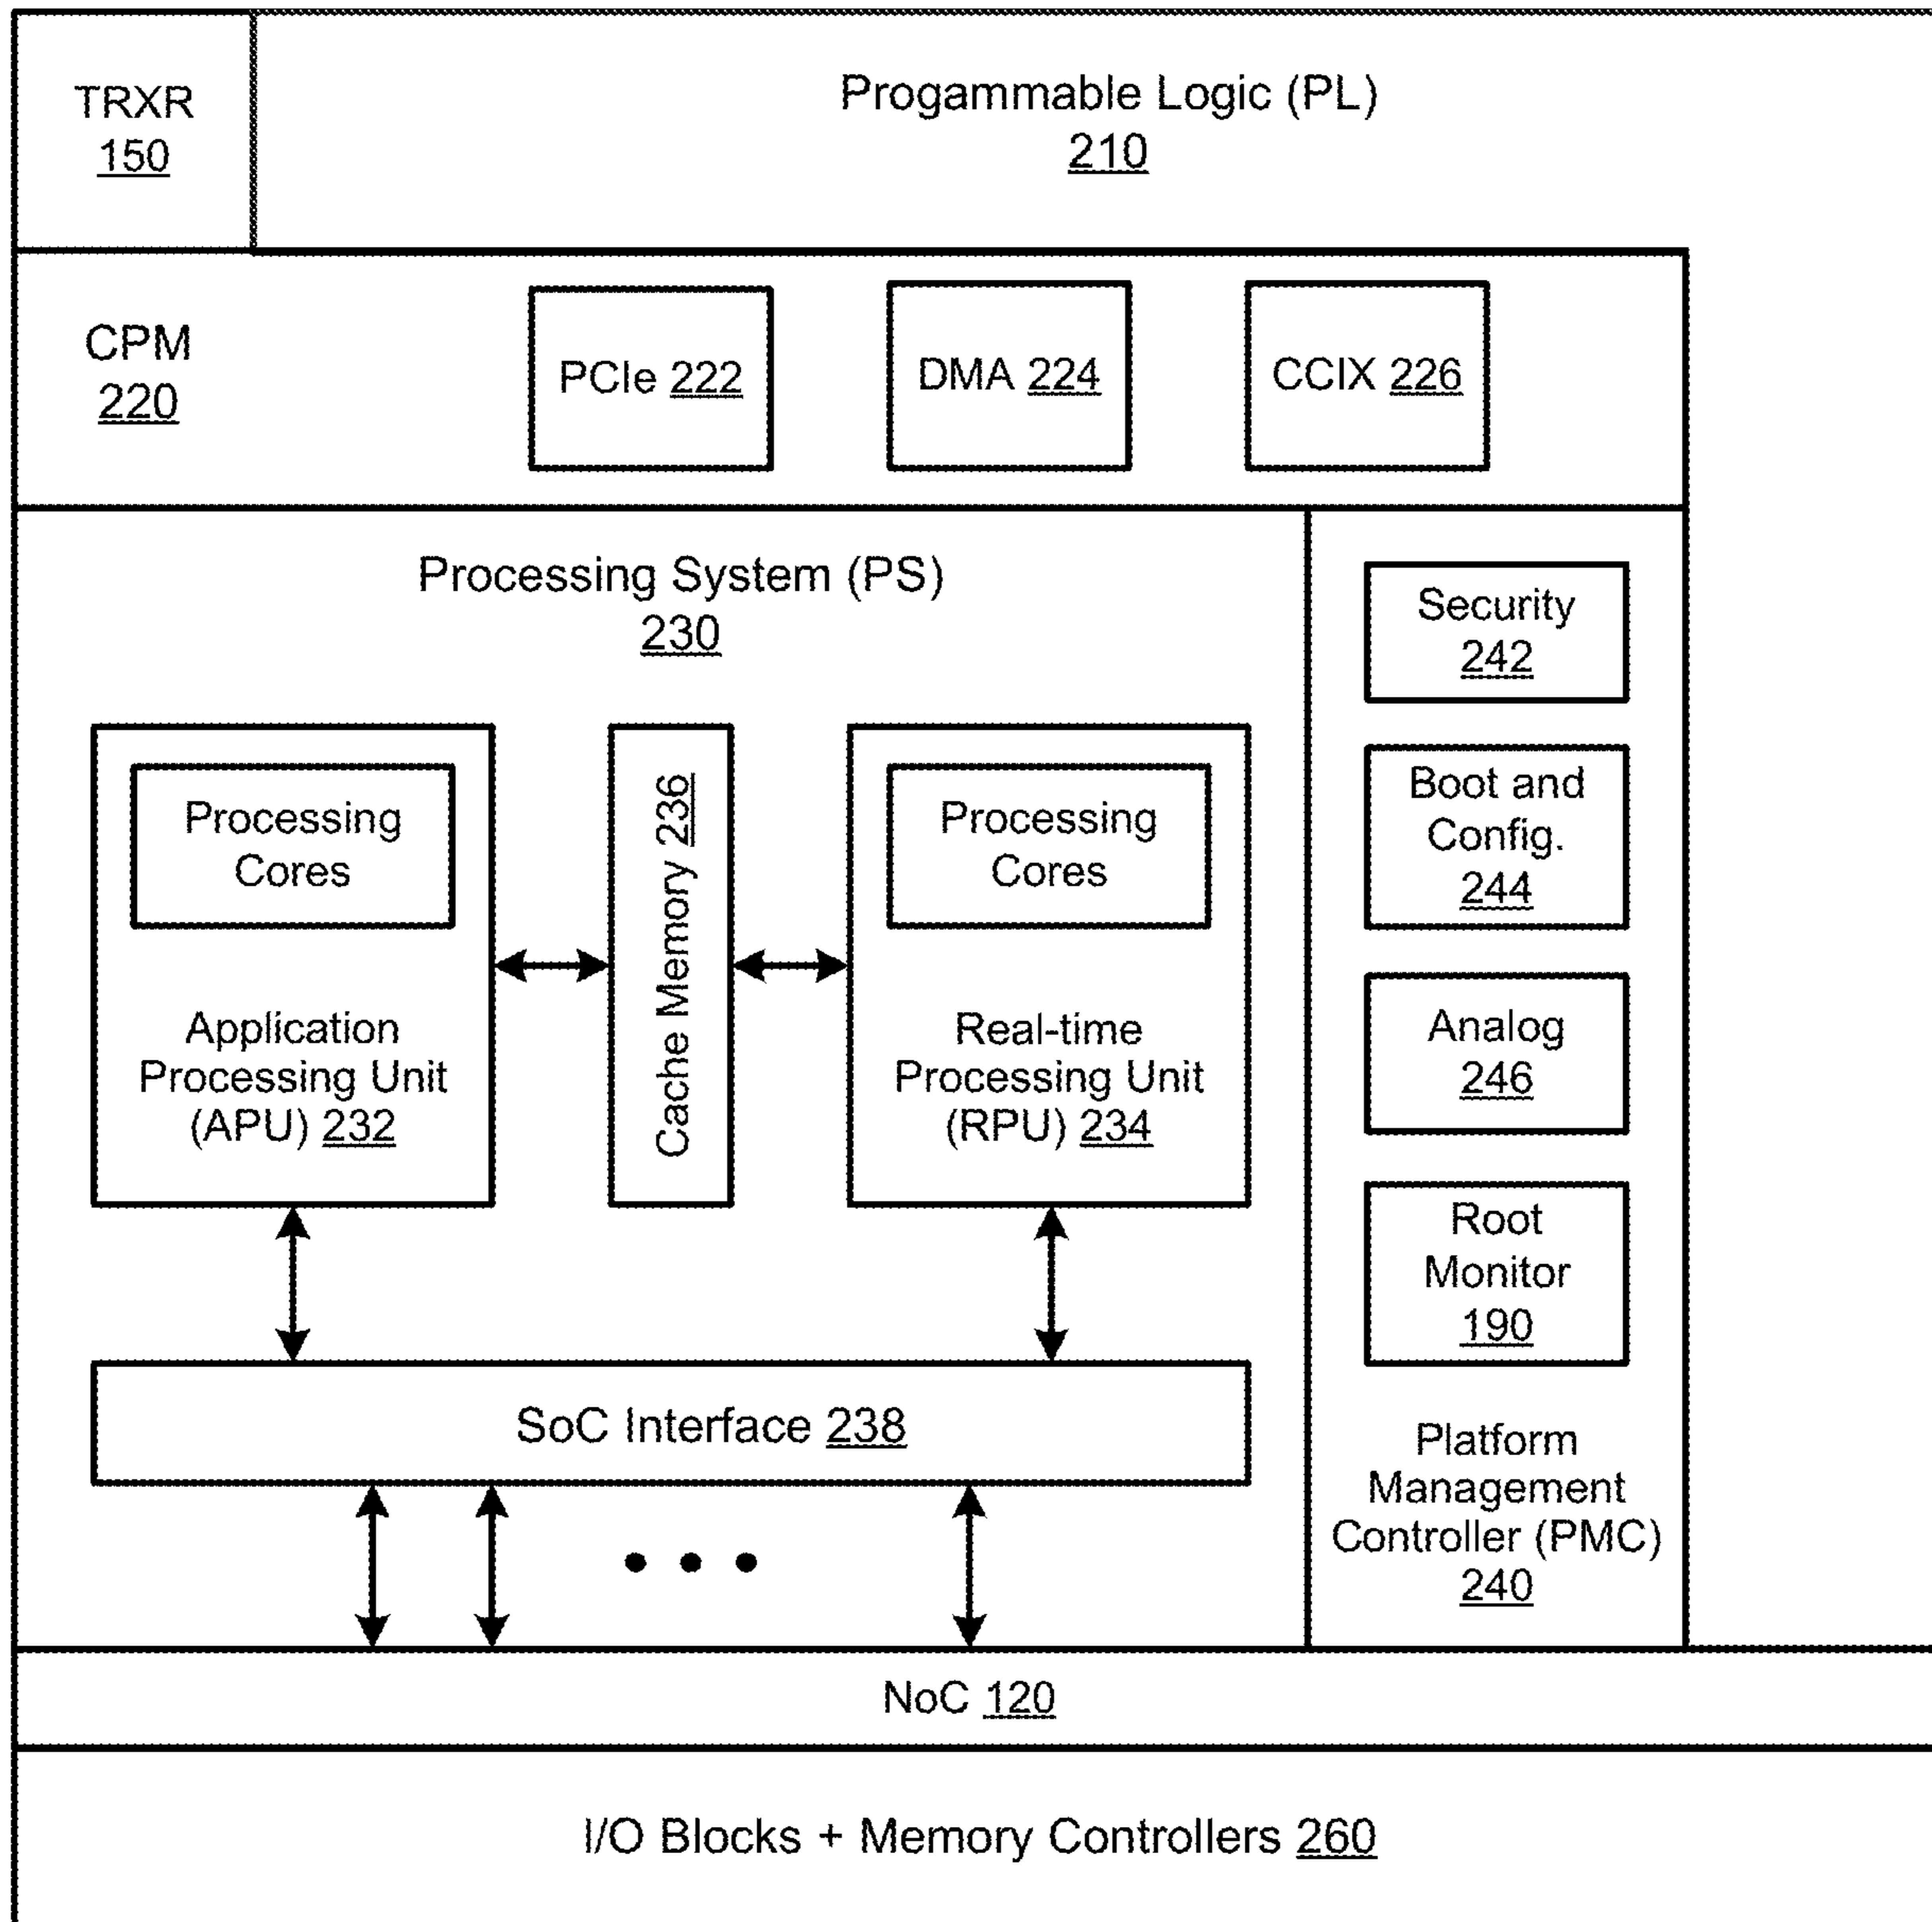 TRXR
150
Progammable Logic (PL)
210
CPM
220
PCIe 222
DMA 224
CCIX 226
Processing System (PS)
230
Processing
Cores
Application
Processing Unit
(APU) 232
Cache Memory 236
Processing
Cores
Real-time
Processing Unit
(RPU) 234
SoC Interface 238
Security
242
Boot and
Config.
244
Analog
246
Root
Monitor
190
Platform
Management
Controller (PMC)
240
NoC 120
I/O Blocks + Memory Controllers 260